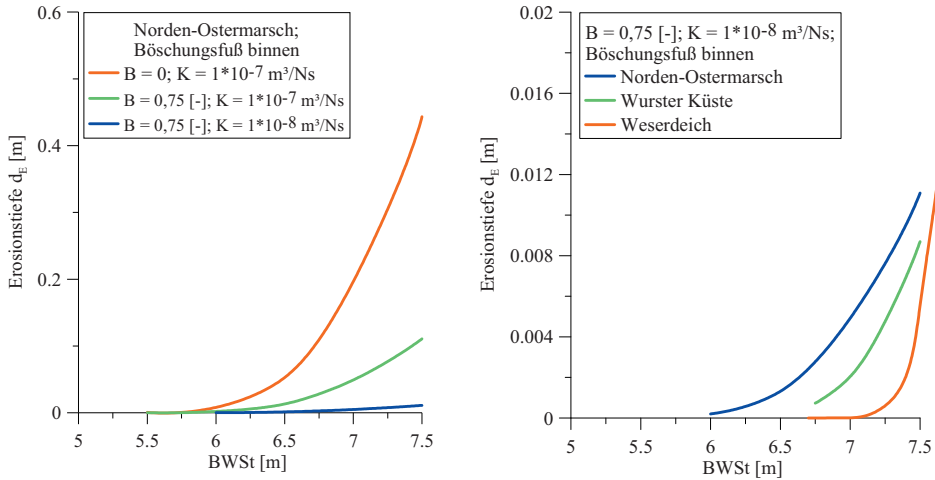 Norden-Ostermarsch;
Böschungsfuß binnen
B = 0; K = 1*10-7 m³/Ns
B = 0,75 [-]; K = 1*10-7 m³/Ns
B = 0,75 [-]; K = 1*10-8 m³/Ns
Erosionstiefe dE [m]
0.6
0.4
0.2
0
5 5.5 6 6.5 7 7.5
BWSt [m]
B = 0,75 [-]; K = 1*10-8 m³/Ns;
Böschungsfuß binnen
Norden-Ostermarsch
Wurster Küste
Weserdeich
Erosionstiefe dE [m]
0.02
0.016
0.012
0.008
0.004
0
5 5.5 6 6.5 7 7.5
BWSt [m]